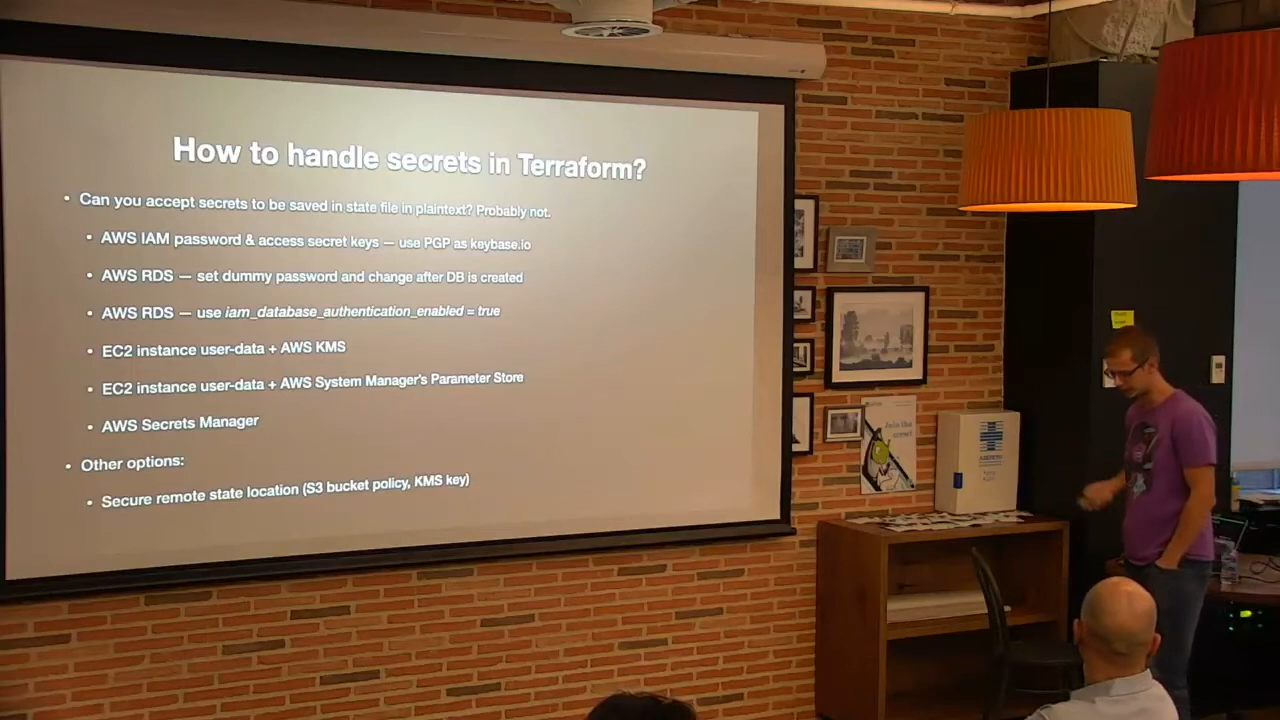 How to handle secrets in Terraform?
• Can you accept secrets to be saved in state file in plaintext? Probably not.
• AWS IAM password & access secret keys — use PGP as keybase.io
• AWS RDS — set dummy password and change after DB is created
• AWS RDS — use iam_database_authentication_enabled = true
• EC2 instance user-data + AWS KMS
• EC2 instance user-data + AWS System Manager's Parameter Store
• AWS Secrets Manager
• Other options:
• Secure remote state location (S3 bucket policy, KMS key)
Join the
crew!